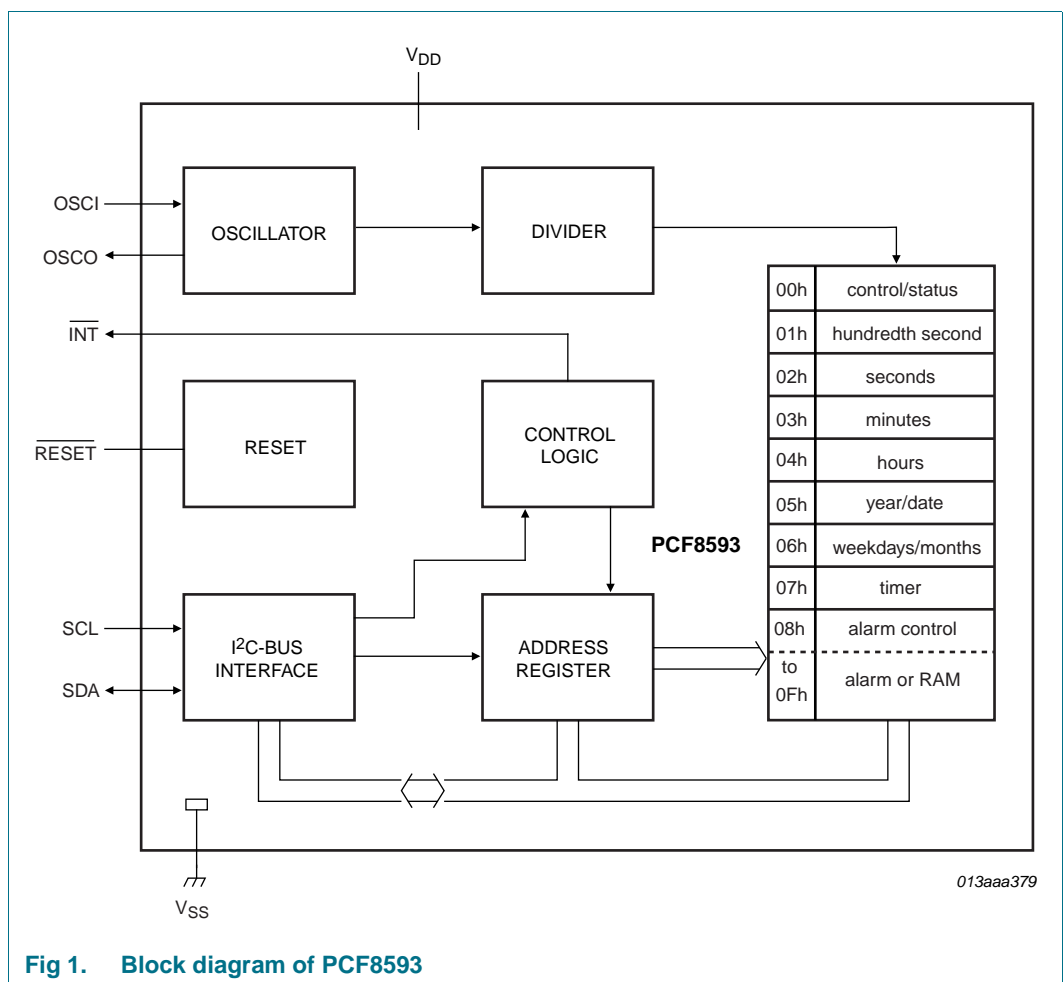 VDD
OSCI
OSCO
OSCILLATOR
DIVIDER
INT
RESET
RESET
CONTROL
LOGIC
PCF8593
SCL
SDA
I2C-BUS
INTERFACE
ADDRESS
REGISTER
00h control/status
01h hundredth second
02h seconds
03h minutes
04h hours
05h year/date
06h weekdays/months
07h timer
08h alarm control
to
0Fh
alarm or RAM
VSS
013aaa379
Fig 1. Block diagram of PCF8593